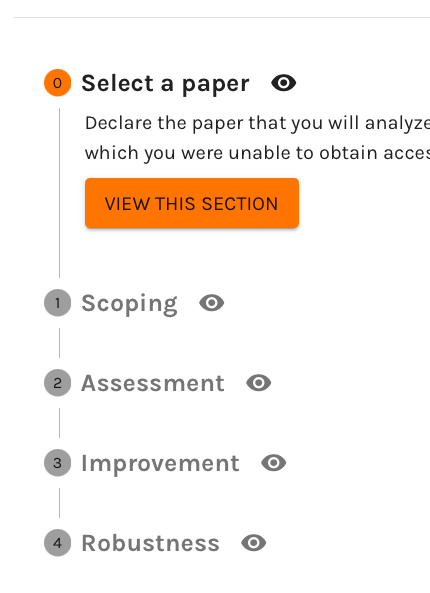 0 Select a paper
Declare the paper that you will analyze
which you were unable to obtain
VIEW THIS SECTION
1 Scoping
2 Assessment
3 Improvement
4 Robustness